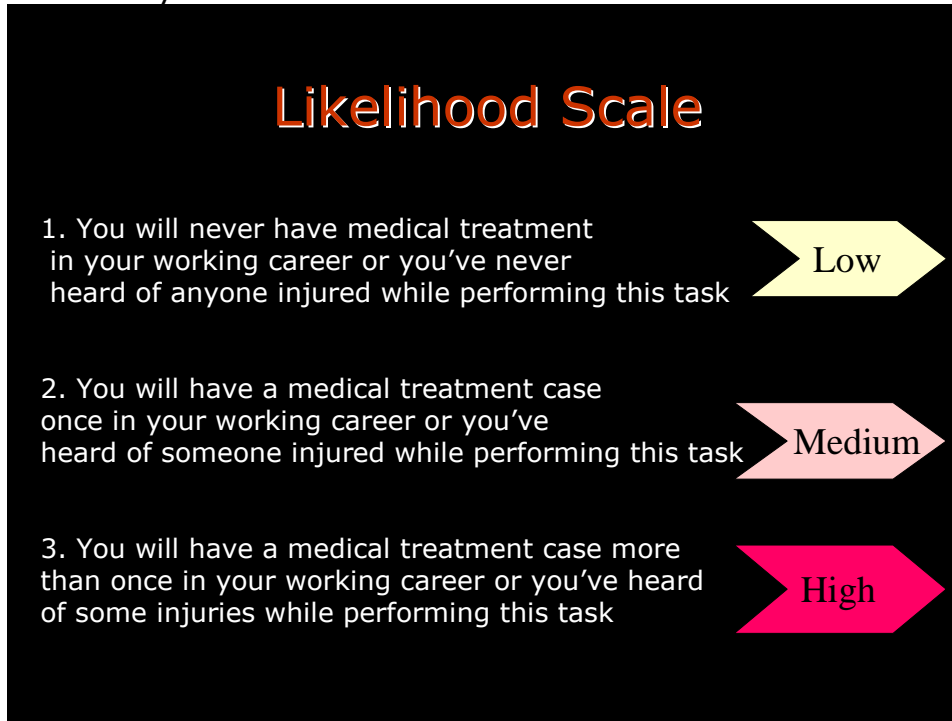 Likelihood Scale
1. You will never have medical treatment
in your working career or you've never
heard of anyone injured while performing this task
Low
2. You will have a medical treatment case
once in your working career or you've
heard of someone injured while performing this task
Medium
3. You will have a medical treatment case more
than once in your working career or you've heard
of some injuries while performing this task
High